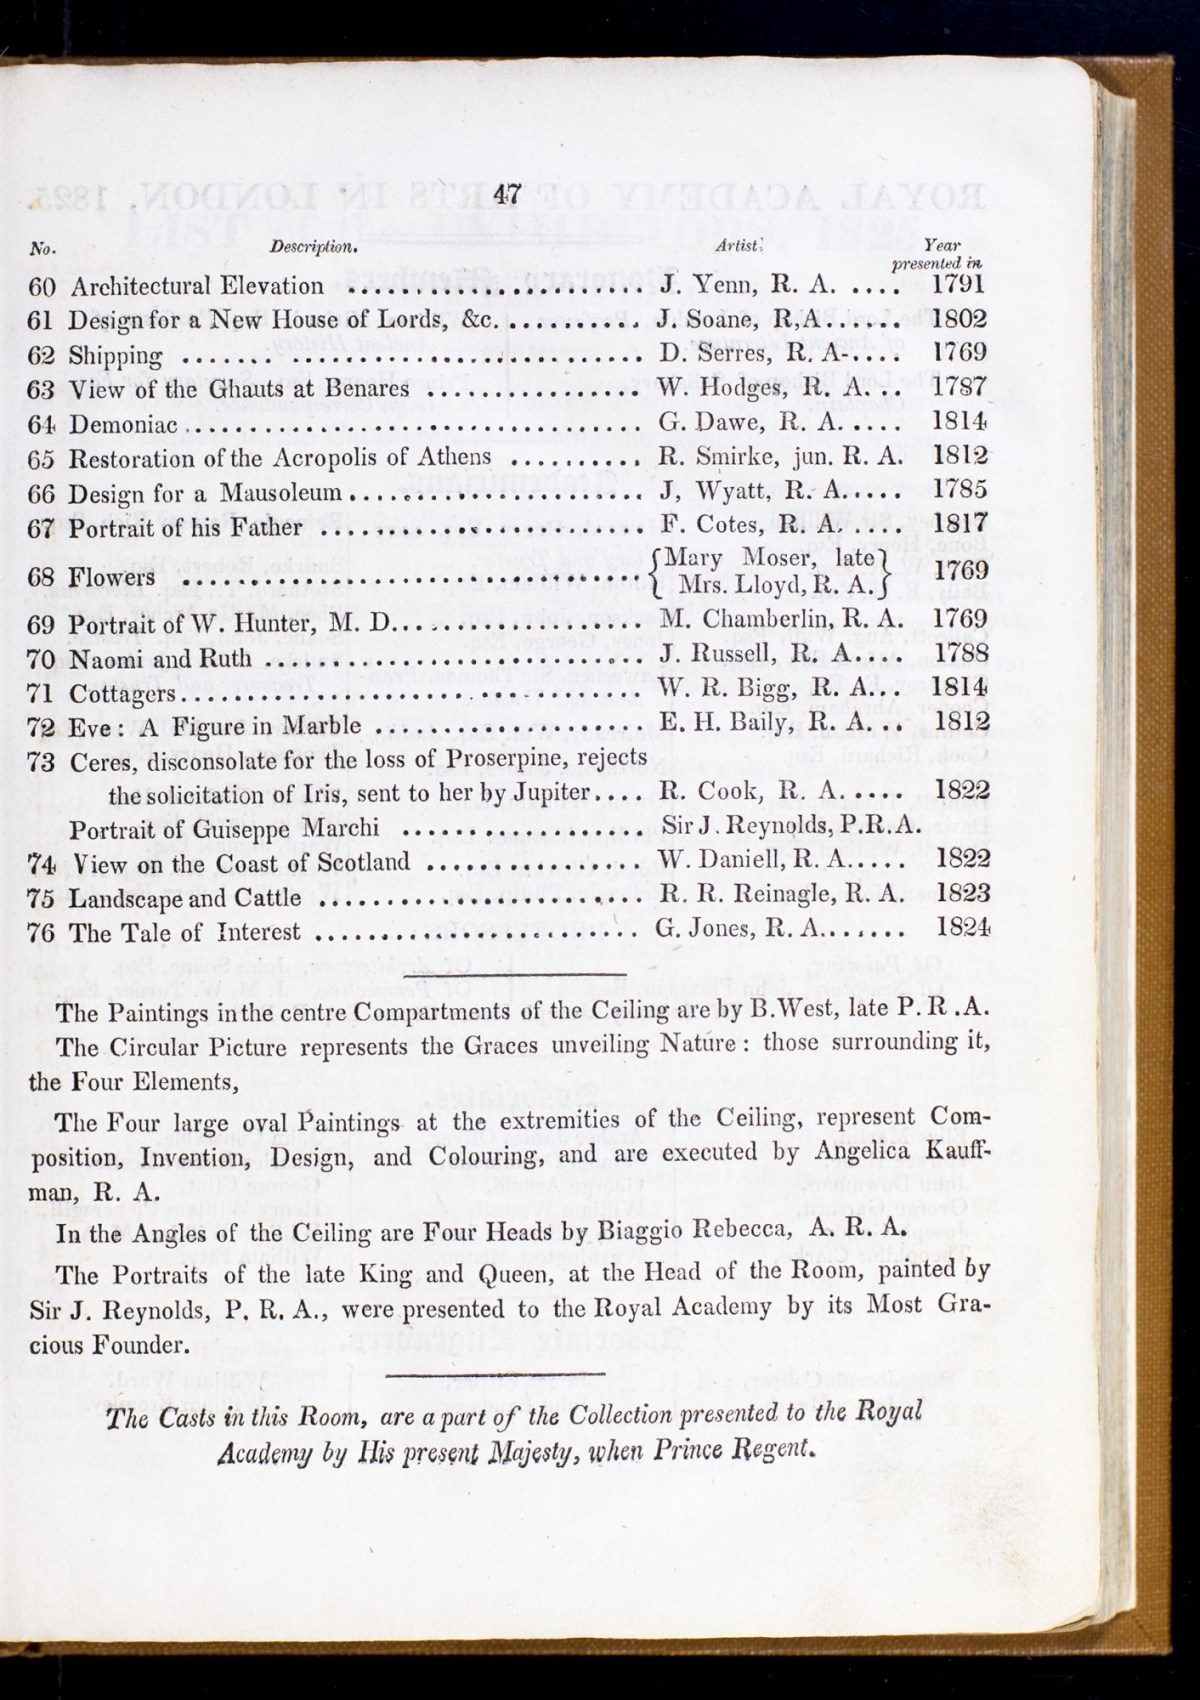 47
No. Description. Artist. Year
presented in
60 Architectural Elevation ...................... J. Yenn, R. A. .... 1791
61 Design for a New House of Lords, &c. .......... J. Soane, R,A...... 1802
62 Shipping .................................. D. Serres, R. A-.... 1769
63 View of the Ghauts at Benares ................ W. Hodges, R. A. .. 1787
64 Demoniac .................................. G. Dawe, R. A. .... 1814
65 Restoration of the Acropolis of Athens .......... R. Smirke, jun. R. A. 1812
66 Design for a Mausoleum ...................... J, Wyatt, R. A..... 1785
67 Portrait of his Father ........................ F. Cotes, R. A. .... 1817
68 Flowers .................................. {Mary Moser, late} 1769
{Mrs. Lloyd, R. A.}
69 Portrait of W. Hunter, M. D................... M. Chamberlin, R. A. 1769
70 Naomi and Ruth ............................ J. Russell, R. A. ... 1788
71 Cottagers.................................. W. R. Bigg, R. A... 1814
72 Eve: A Figure in Marble .................... E. H. Baily, R. A. .. 1812
73 Ceres, disconsolate for the loss of Proserpine, rejects
the solicitation of Iris, sent to her by Jupiter.... R. Cook, R. A. .... 1822
Portrait of Guiseppe Marchi .................. Sir J. Reynolds, P.R.A.
74 View on the Coast of Scotland ................ W. Daniell, R. A..... 1822
75 Landscape and Cattle ........................ R. R. Reinagle, R. A. 1823
76 The Tale of Interest ........................ G. Jones, R. A....... 1824
The Paintings in the centre Compartments of the Ceiling are by B. West, late P. R .A.
The Circular Picture represents the Graces unveiling Nature : those surrounding it,
the Four Elements,
The Four large oval Paintings at the extremities of the Ceiling, represent Com-
position, Invention, Design, and Colouring, and are executed by Angelica Kauff-
man, R. A.
In the Angles of the Ceiling are Four Heads by Biaggio Rebecca, A. R. A.
The Portraits of the late King and Queen, at the Head of the Room, painted by
Sir J. Reynolds, P. R. A., were presented to the Royal Academy by its Most Gra-
cious Founder.
The Casts in this Room, are a part of the Collection presented to the Royal
Academy by His present Majesty, when Prince Regent.